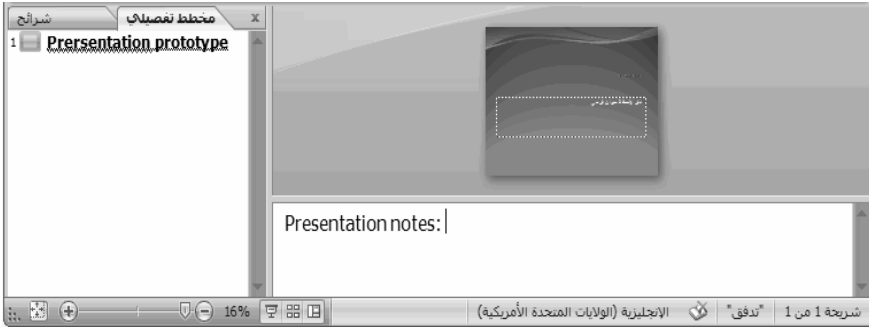 شرائح
مخطط تفصيلي
x
1 Prersentation prototype
Presentation notes:
شريحة 1 من 1
"تدفق"
الإنجليزية (الولايات المتحدة الأمريكية)
16%